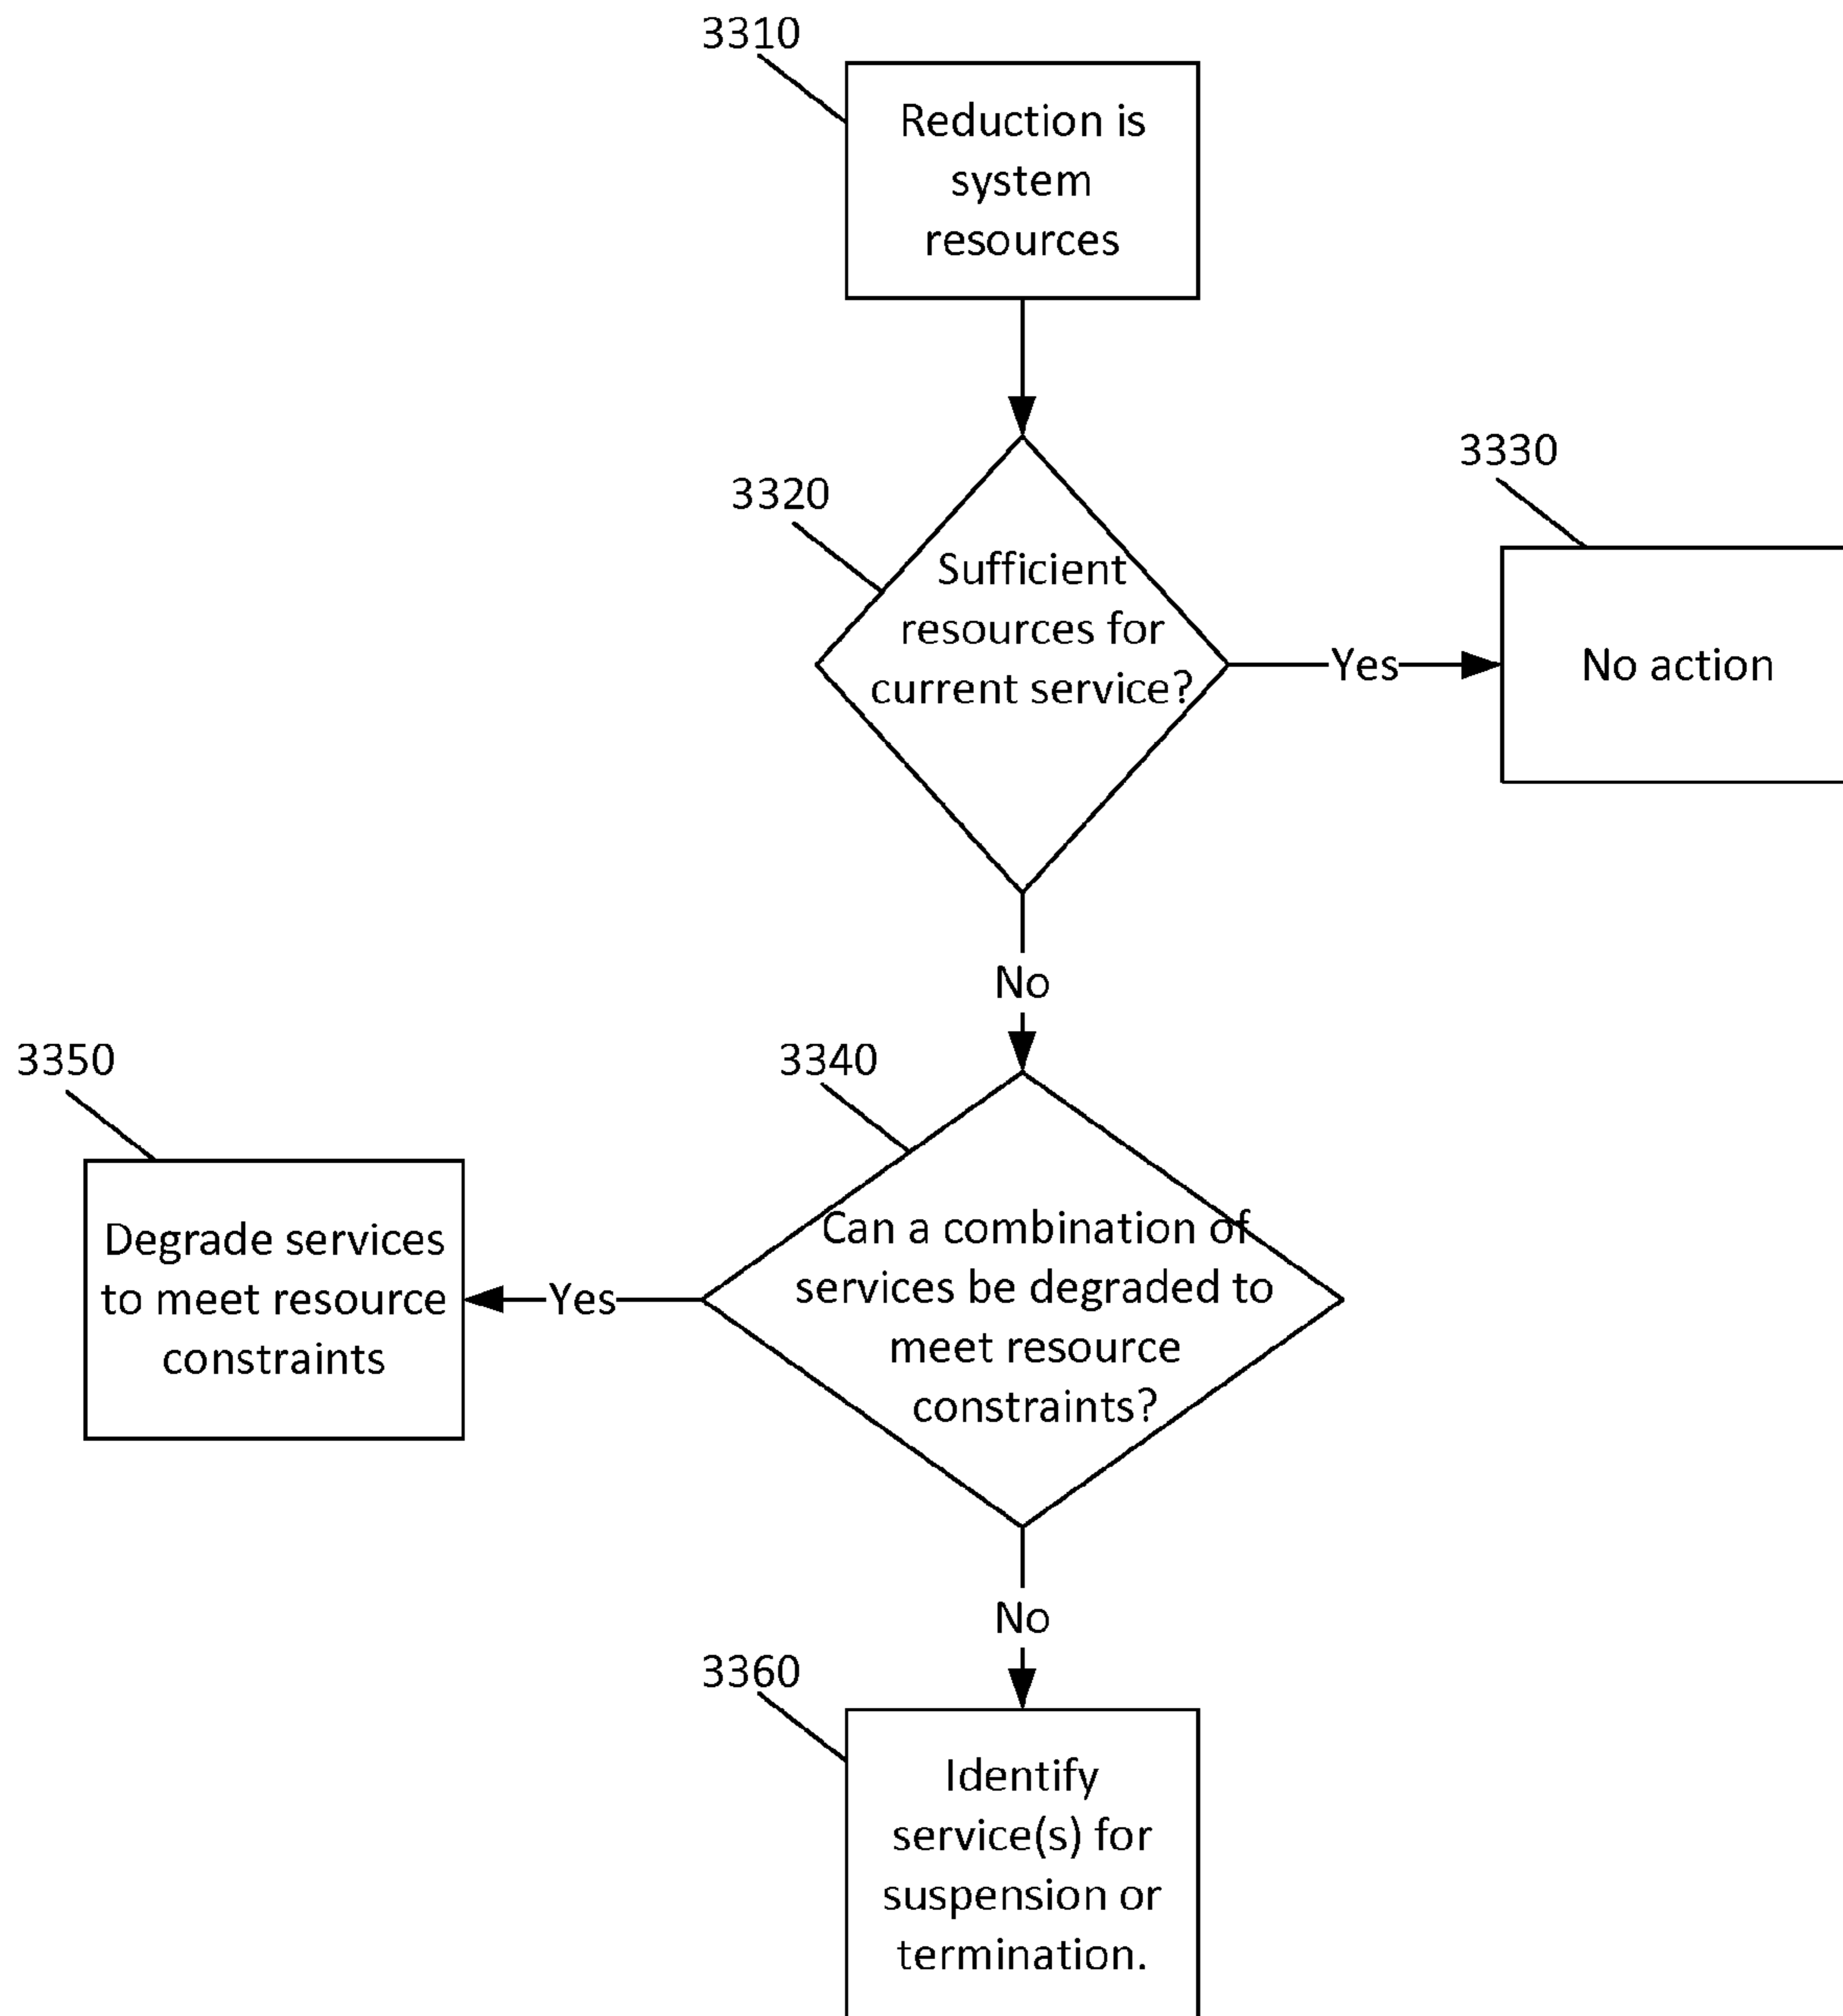 3310
Reduction is
system
resources
3320
Sufficient
resources for
current service?
Yes
3330
No action
No
3340
Can a combination of
services be degraded to
meet resource
constraints?
Yes
3350
Degrade services
to meet resource
constraints
No
3360
Identify
service(s) for
suspension or
termination.